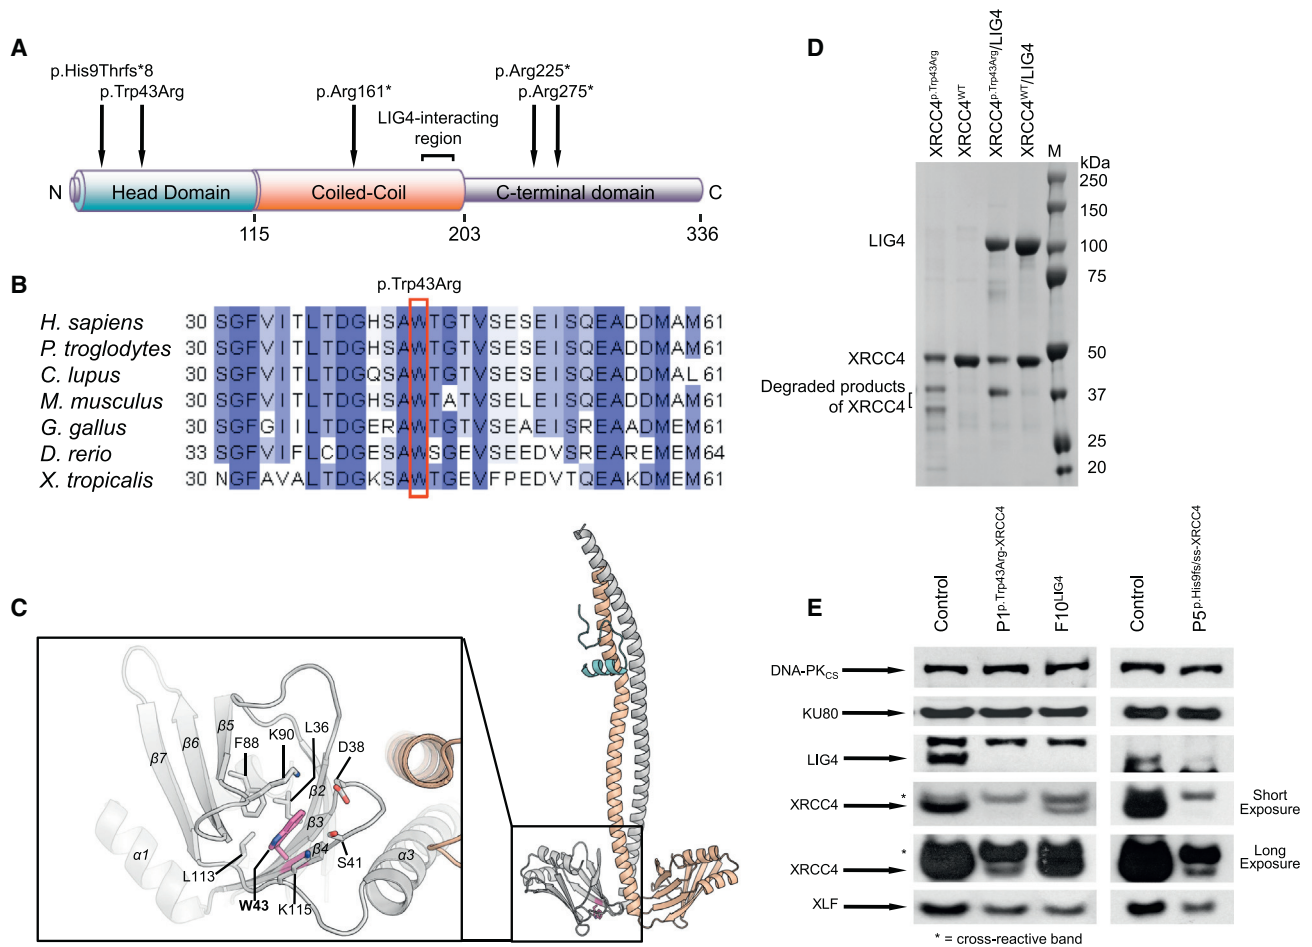 A
p.His9Thrfs*8
p.Trp43Arg
p.Arg161*
p.Arg225*
p.Arg275*
LIG4-interacting
region
N
Head Domain
Coiled-Coil
C-terminal domain
C
115
203
336
B
p.Trp43Arg
H. sapiens 30 SGFVITLTDGHSAWTGTVSESEISQEADDMAM 61
P. troglodytes 30 SGFVITLTDGHSAWTGTVSESEISQEADDMAM 61
C. lupus 30 SGFVITLTDGQSAWTGTVSESEISQEADDMAL 61
M. musculus 30 SGFVITLTDGHSAWTATVSELEISQEADDMAM 61
G. gallus 30 SGFGIILTDGERAWTGTVSEAEISREAADMEM 61
D. rerio 33 SGFVIFLCDGESAWSGEVSEEDVSREAREMEM 64
X. tropicalis 30 NGFAVALTDGKSAWTGEVFPEDVTQEAKDMEM 61
C
β5
β6
β7
F88
K90
L36
D38
β2
β3
β4
α1
α3
S41
L113
W43
K115
D
XRCC4p.Trp43Arg
XRCC4WT
XRCC4p.Trp43Arg/LIG4
XRCC4WT/LIG4
M
kDa
250
150
100
75
50
37
25
20
LIG4
XRCC4
Degraded products
of XRCC4
E
Control
P1p.Trp43Arg-XRCC4
F10LIG4
Control
P5p.His9fs/ss-XRCC4
DNA-PKCS
KU80
LIG4
*
XRCC4
Short
Exposure
*
XRCC4
Long
Exposure
XLF
* = cross-reactive band